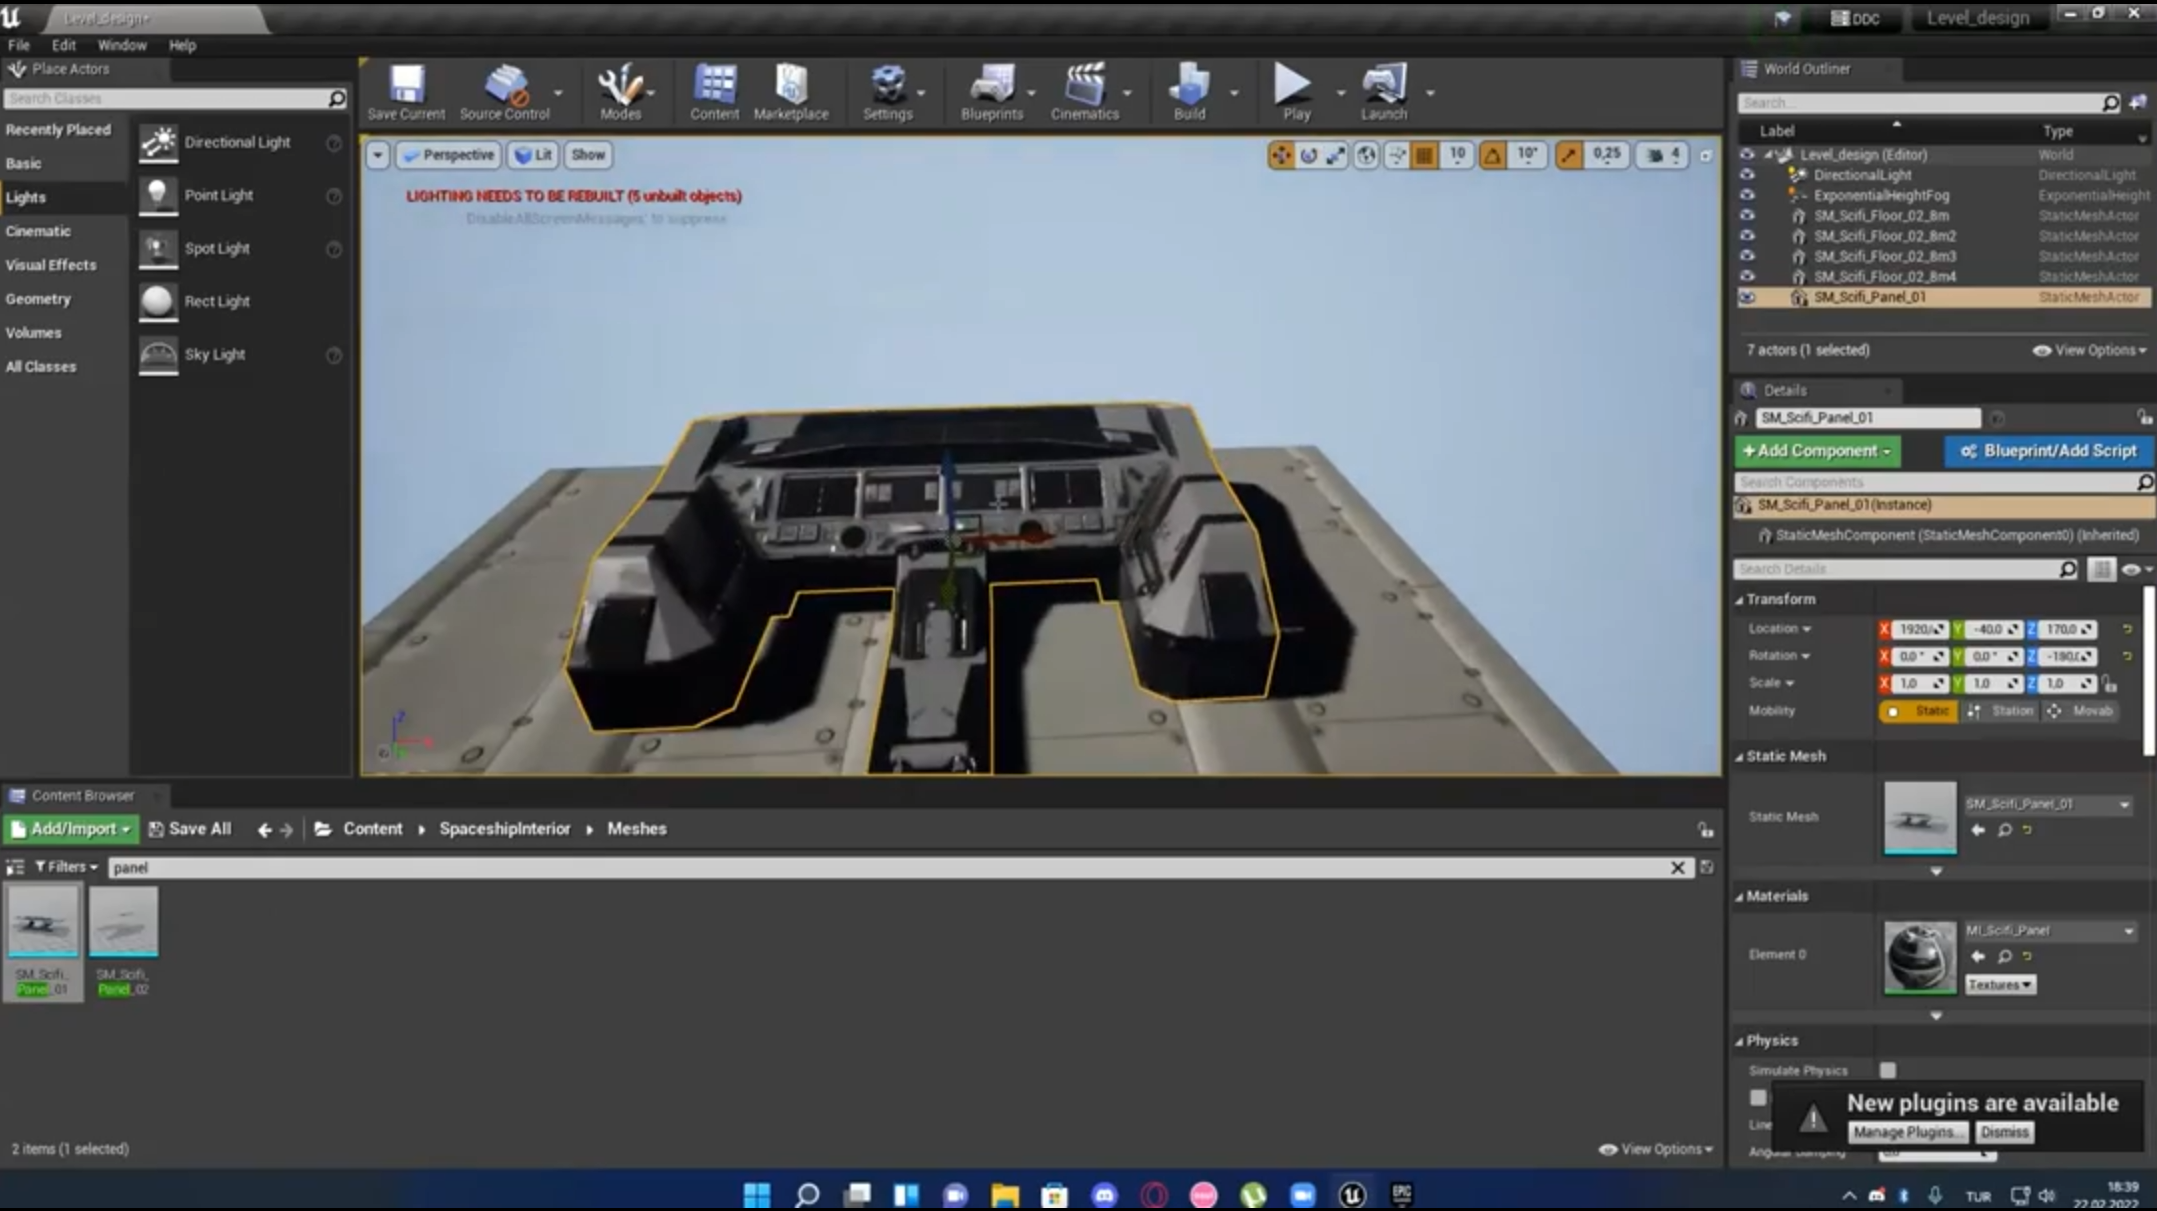 Level_design*
DDC
Level_design
File Edit Window Help
Place Actors
Search Classes
Recently Placed
Basic
Lights
Cinematic
Visual Effects
Geometry
Volumes
All Classes
Directional Light
Point Light
Spot Light
Rect Light
Sky Light
Save Current
Source Control
Modes
Content
Marketplace
Settings
Blueprints
Cinematics
Build
Play
Launch
Perspective
Lit
Show
10
10°
0,25
4
LIGHTING NEEDS TO BE REBUILT (5 unbuilt objects)
'DisableAllScreenMessages' to suppress
World Outliner
Search...
Label Type
Level_design (Editor) World
DirectionalLight DirectionalLight
ExponentialHeightFog ExponentialHeight
SM_Scifi_Floor_02_8m StaticMeshActor
SM_Scifi_Floor_02_8m2 StaticMeshActor
SM_Scifi_Floor_02_8m3 StaticMeshActor
SM_Scifi_Floor_02_8m4 StaticMeshActor
SM_Scifi_Panel_01 StaticMeshActor
7 actors (1 selected)
View Options
Details
SM_Scifi_Panel_01
+Add Component
Blueprint/Add Script
Search Components
SM_Scifi_Panel_01(Instance)
StaticMeshComponent (StaticMeshComponent0) (Inherited)
Search Details
Transform
Location X 1920, Y -40,0 Z 170,0
Rotation X 0,0 ° Y 0,0 ° Z -180,(
Scale X 1,0 Y 1,0 Z 1,0
Mobility Static Station Movab
Static Mesh
Static Mesh
SM_Scifi_Panel_01
Materials
Element 0
MI_Scifi_Panel
Textures
Physics
Simulate Physics
Line
Angular Damping
New plugins are available
Manage Plugins...
Dismiss
Content Browser
Add/Import
Save All
Content
SpaceshipInterior
Meshes
Filters
panel
SM_Scifi_
Panel_01
SM_Scifi_
Panel_02
2 items (1 selected)
View Options
EPIC
TUR
18:39
22.02.2022